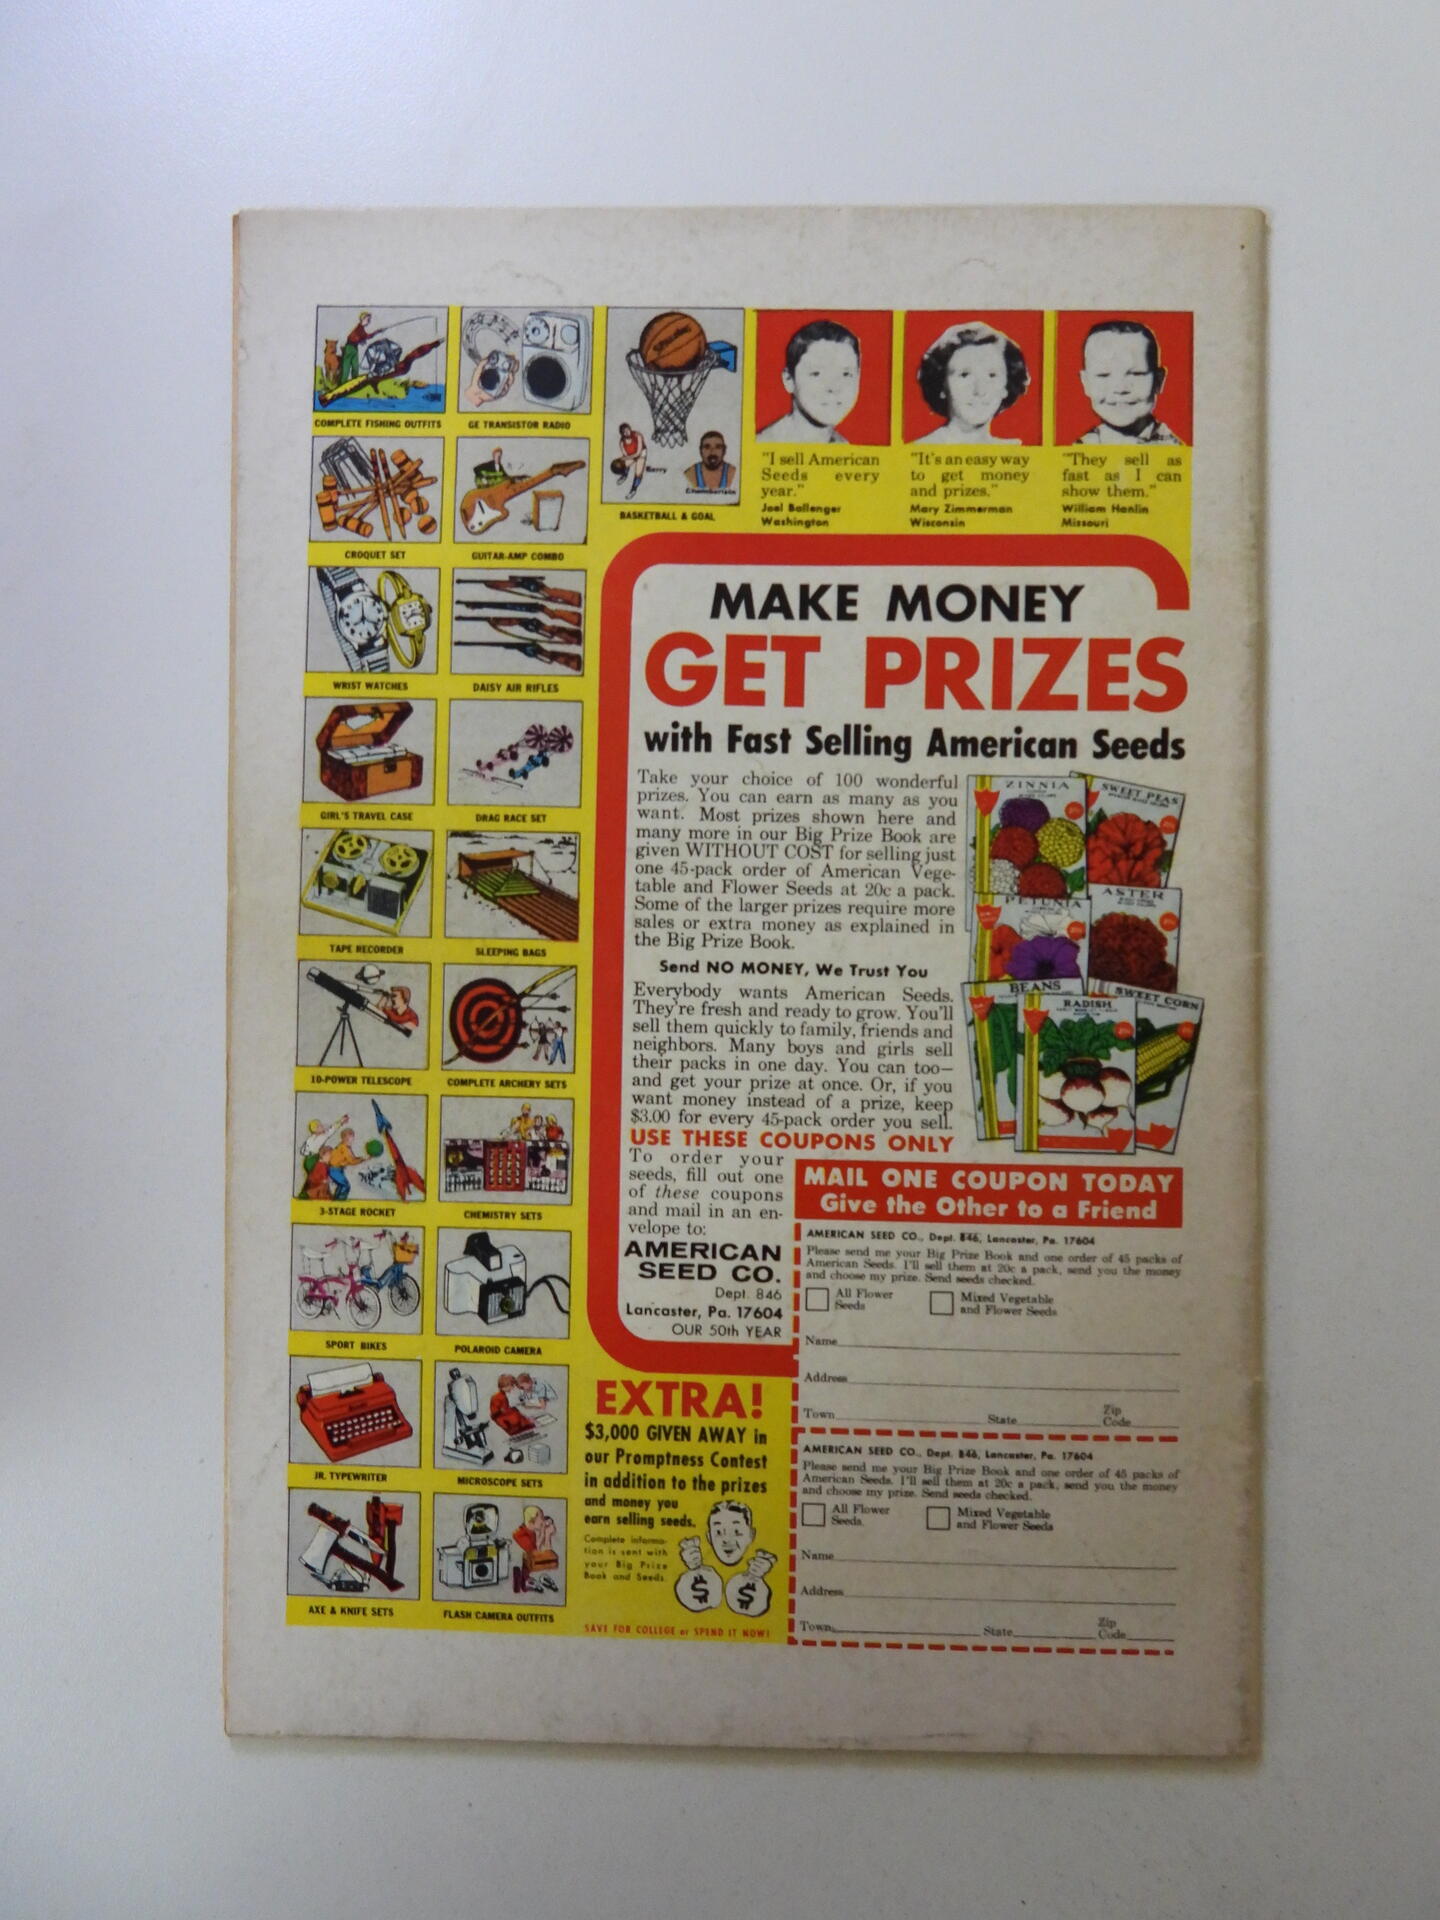 COMPLETE FISHING OUTFITS
GE TRANSISTOR RADIO
SPALDING
Barry
Chamberlain
BASKETBALL & GOAL
CROQUET SET
GUITAR-AMP COMBO
WRIST WATCHES
DAISY AIR RIFLES
GIRL'S TRAVEL CASE
DRAG RACE SET
TAPE RECORDER
SLEEPING BAGS
10-POWER TELESCOPE
COMPLETE ARCHERY SETS
3-STAGE ROCKET
CHEMISTRY SETS
SPORT BIKES
POLAROID CAMERA
JR. TYPEWRITER
MICROSCOPE SETS
AXE & KNIFE SETS
FLASH CAMERA OUTFITS
"I sell American
Seeds every
year."
Joel Ballenger
Washington
"It's an easy way
to get money
and prizes."
Mary Zimmerman
Wisconsin
"They sell as
fast as I can
show them."
William Hanlin
Missouri
MAKE MONEY
GET PRIZES
with Fast Selling American Seeds
Take your choice of 100 wonderful
prizes. You can earn as many as you
want. Most prizes shown here and
many more in our Big Prize Book are
given WITHOUT COST for selling just
one 45-pack order of American Vege-
table and Flower Seeds at 20c a pack.
Some of the larger prizes require more
sales or extra money as explained in
the Big Prize Book.
Send NO MONEY, We Trust You
Everybody wants American Seeds.
They're fresh and ready to grow. You'll
sell them quickly to family, friends and
neighbors. Many boys and girls sell
their packs in one day. You can too—
and get your prize at once. Or, if you
want money instead of a prize, keep
$3.00 for every 45-pack order you sell.
USE THESE COUPONS ONLY
To order your
seeds, fill out one
of these coupons
and mail in an en-
velope to:
AMERICAN
SEED CO.
Dept. 846
Lancaster, Pa. 17604
OUR 50th YEAR
ZINNIA
SWEET PEAS
PETUNIA
ASTER
BEANS
RADISH
SWEET CORN
MAIL ONE COUPON TODAY
Give the Other to a Friend
AMERICAN SEED CO., Dept. 846, Lancaster, Pa. 17604
Please send me your Big Prize Book and one order of 45 packs of
American Seeds. I'll sell them at 20c a pack, send you the money
and choose my prize. Send seeds checked.
All Flower
Seeds
Mixed Vegetable
and Flower Seeds
Name
Address
Town State Zip
Code
AMERICAN SEED CO., Dept. 846, Lancaster, Pa. 17604
Please send me your Big Prize Book and one order of 45 packs of
American Seeds. I'll sell them at 20c a pack, send you the money
and choose my prize. Send seeds checked.
All Flower
Seeds
Mixed Vegetable
and Flower Seeds
Name
Address
Town State Zip
Code
EXTRA!
$3,000 GIVEN AWAY in
our Promptness Contest
in addition to the prizes
and money you
earn selling seeds.
Complete informa-
tion is sent with
your Big Prize
Book and Seeds.
$ $
SAVE FOR COLLEGE or SPEND IT NOW!